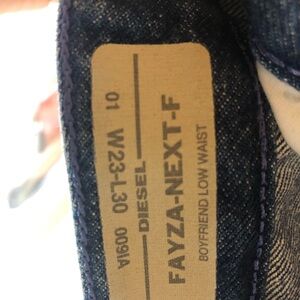 FAYZA-NEXT-F
BOYFRIEND LOW WAIST
DIESEL
01 W23-L30 009IA